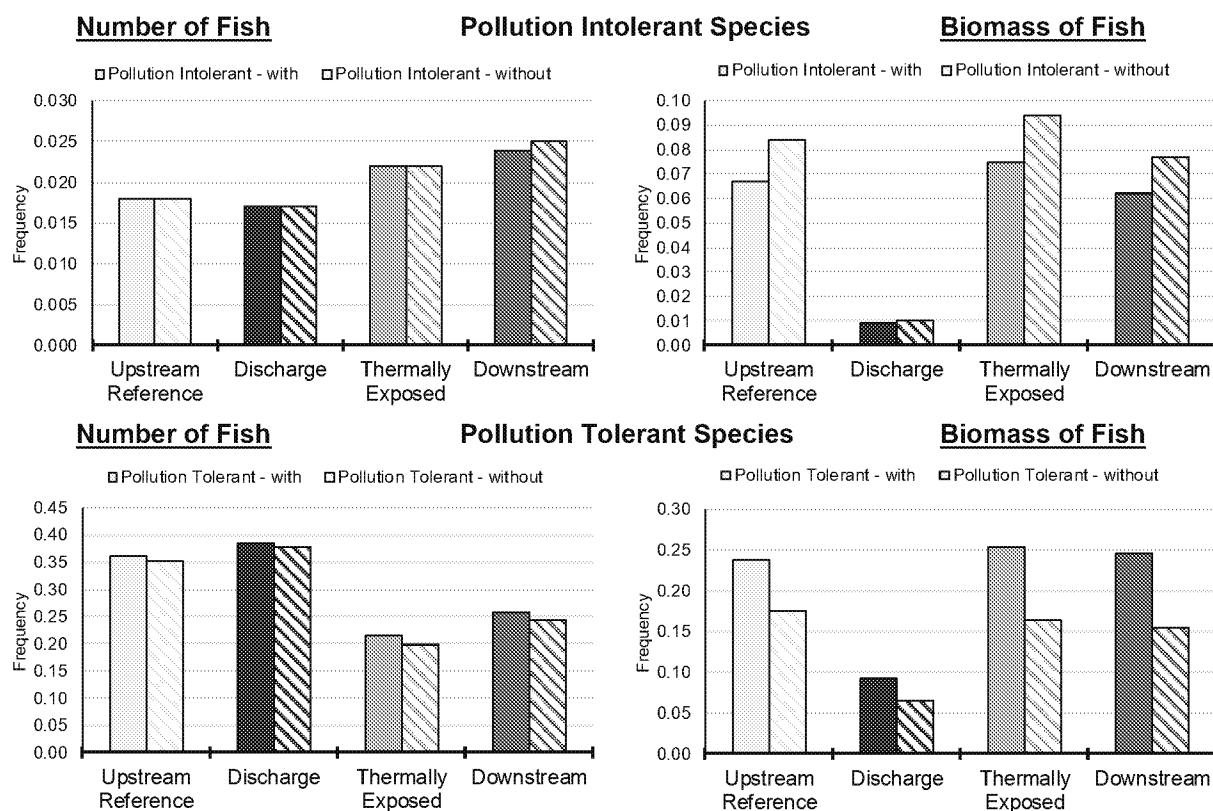 Number of Fish Pollution Intolerant Species Biomass of Fish
Pollution Intolerant - with Pollution Intolerant - without
0.030
0.025
0.020
0.015
0.010
0.005
0.000
Frequency
Upstream Reference Discharge Thermally Exposed Downstream
Pollution Intolerant - with Pollution Intolerant - without
0.10
0.09
0.08
0.07
0.06
0.05
0.04
0.03
0.02
0.01
0.00
Frequency
Upstream Reference Discharge Thermally Exposed Downstream
Number of Fish Pollution Tolerant Species Biomass of Fish
Pollution Tolerant - with Pollution Tolerant - without
0.45
0.40
0.35
0.30
0.25
0.20
0.15
0.10
0.05
0.00
Frequency
Upstream Reference Discharge Thermally Exposed Downstream
Pollution Tolerant - with Pollution Tolerant - without
0.30
0.25
0.20
0.15
0.10
0.05
0.00
Frequency
Upstream Reference Discharge Thermally Exposed Downstream